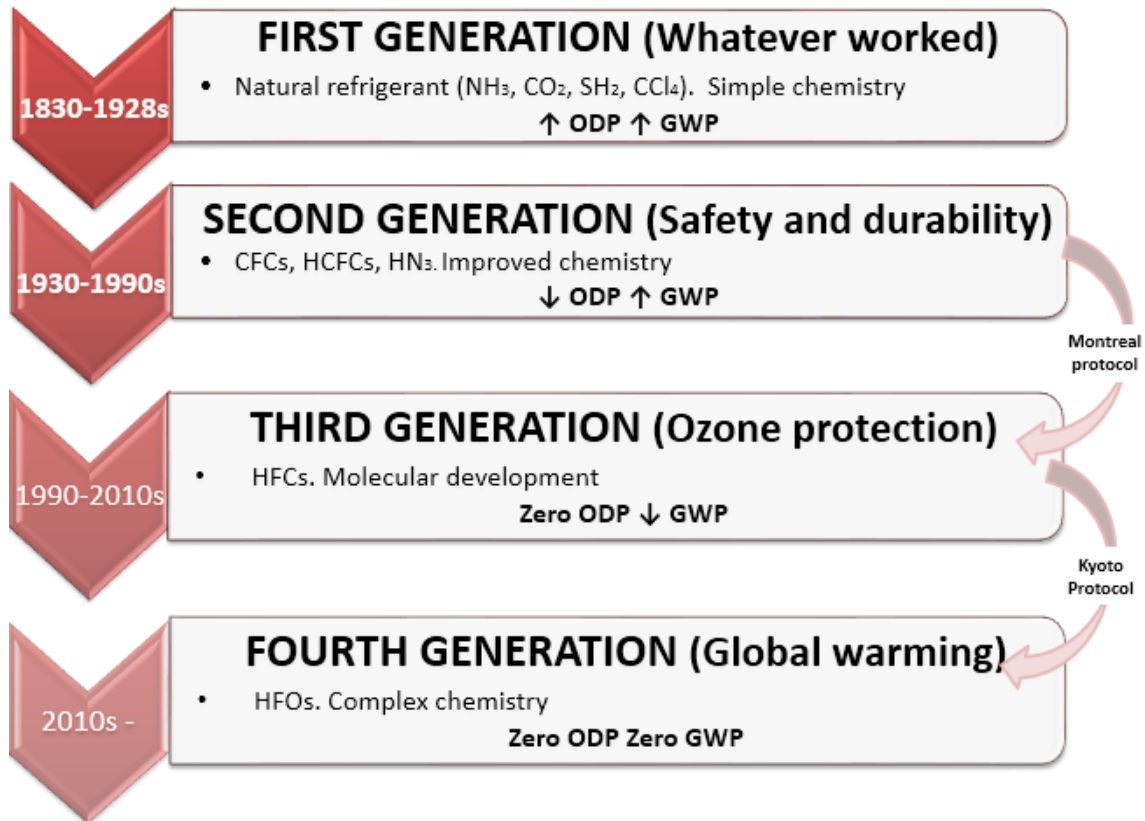 FIRST GENERATION (Whatever worked)
• Natural refrigerant (NH₃, CO₂, SH₂, CCl₄). Simple chemistry
1830-1928s
↑ ODP ↑ GWP
SECOND GENERATION (Safety and durability)
• CFCs, HCFCs, HN₃. Improved chemistry
1930-1990s
↓ ODP ↑ GWP
Montreal
protocol
THIRD GENERATION (Ozone protection)
• HFCs. Molecular development
1990-2010s
Zero ODP ↓ GWP
Kyoto
Protocol
FOURTH GENERATION (Global warming)
• HFOs. Complex chemistry
2010s -
Zero ODP Zero GWP